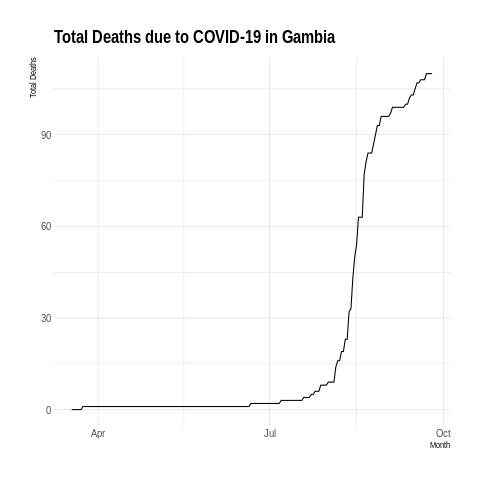 Total Deaths due to COVID-19 in Gambia
Total Deaths
90
60
30
0
Apr Jul Oct
Month